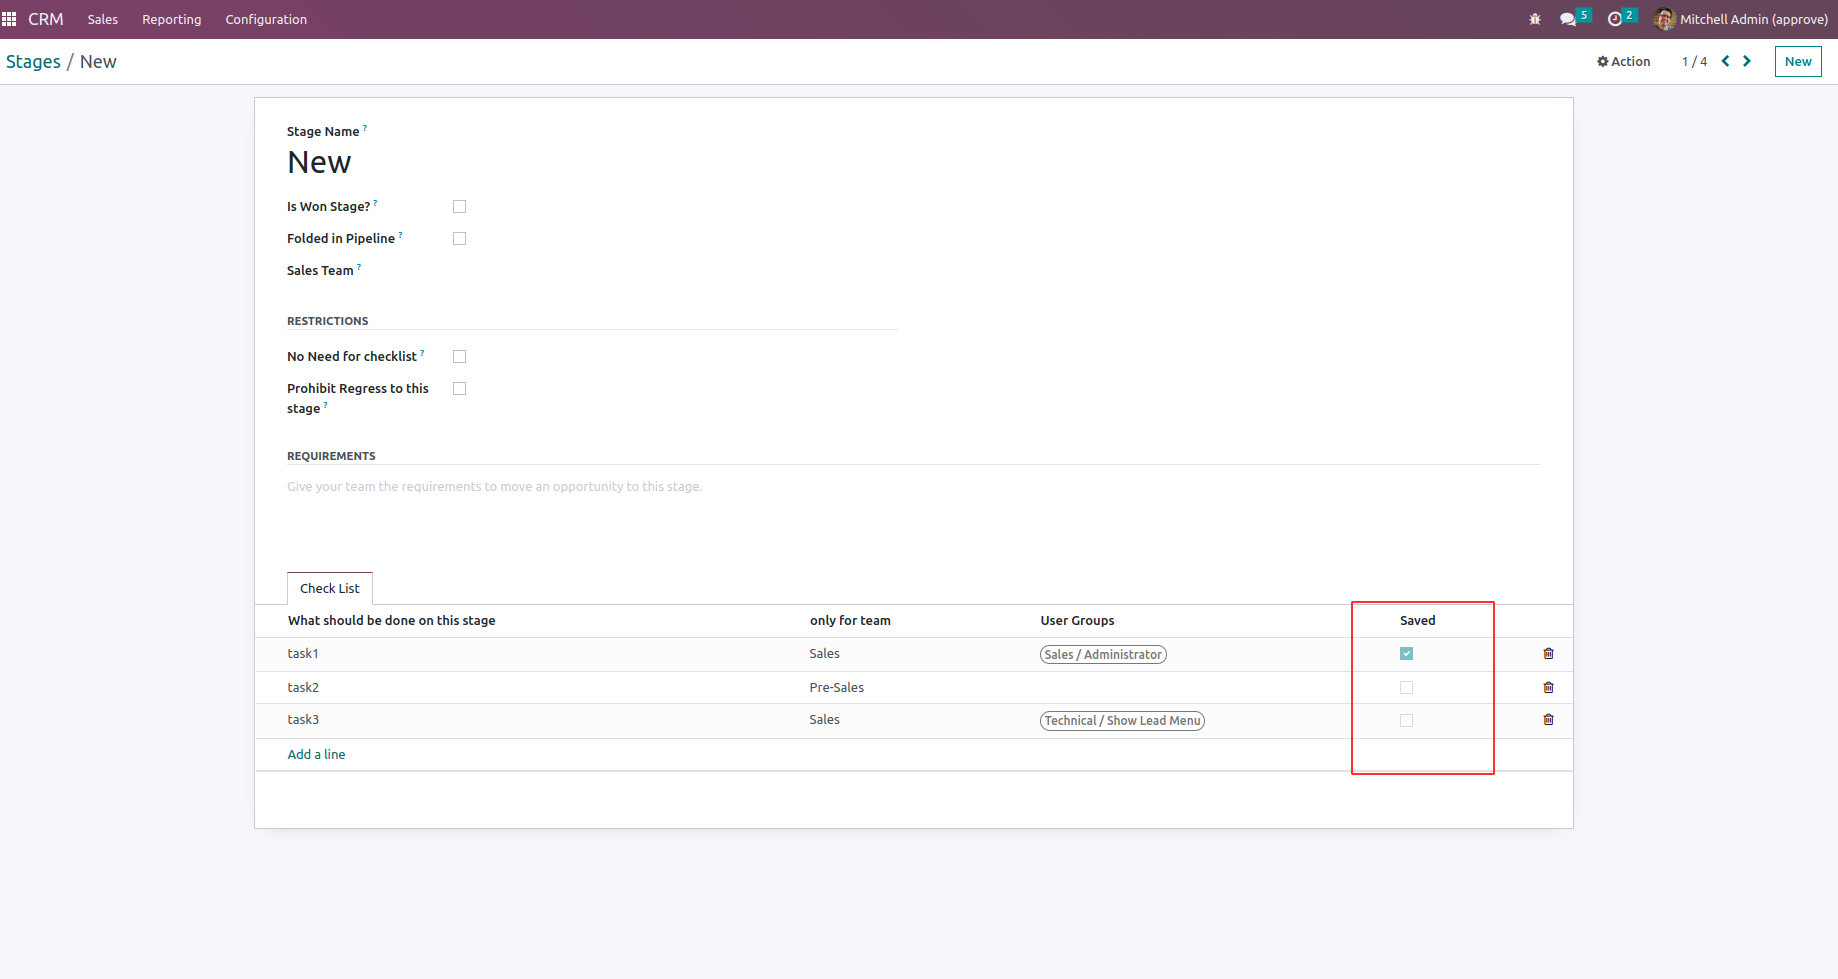 CRM Sales Reporting Configuration 5 2 Mitchell Admin (approve)
Stages / New Action 1 / 4 New
Stage Name ?
New
Is Won Stage? ?
Folded in Pipeline ?
Sales Team ?
RESTRICTIONS
No Need for checklist ?
Prohibit Regress to this
stage ?
REQUIREMENTS
Give your team the requirements to move an opportunity to this stage.
Check List
What should be done on this stage only for team User Groups Saved
task1 Sales Sales / Administrator
task2 Pre-Sales
task3 Sales Technical / Show Lead Menu
Add a line